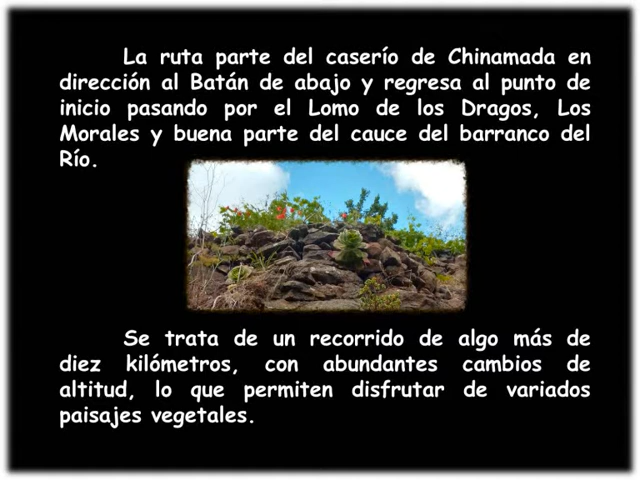 La ruta parte del caserío de Chinamada en
dirección al Batán de abajo y regresa al punto de
inicio pasando por el Lomo de los Dragos, Los
Morales y buena parte del cauce del barranco del
Río.
Se trata de un recorrido de algo más de
diez kilómetros, con abundantes cambios de
altitud, lo que permiten disfrutar de variados
paisajes vegetales.